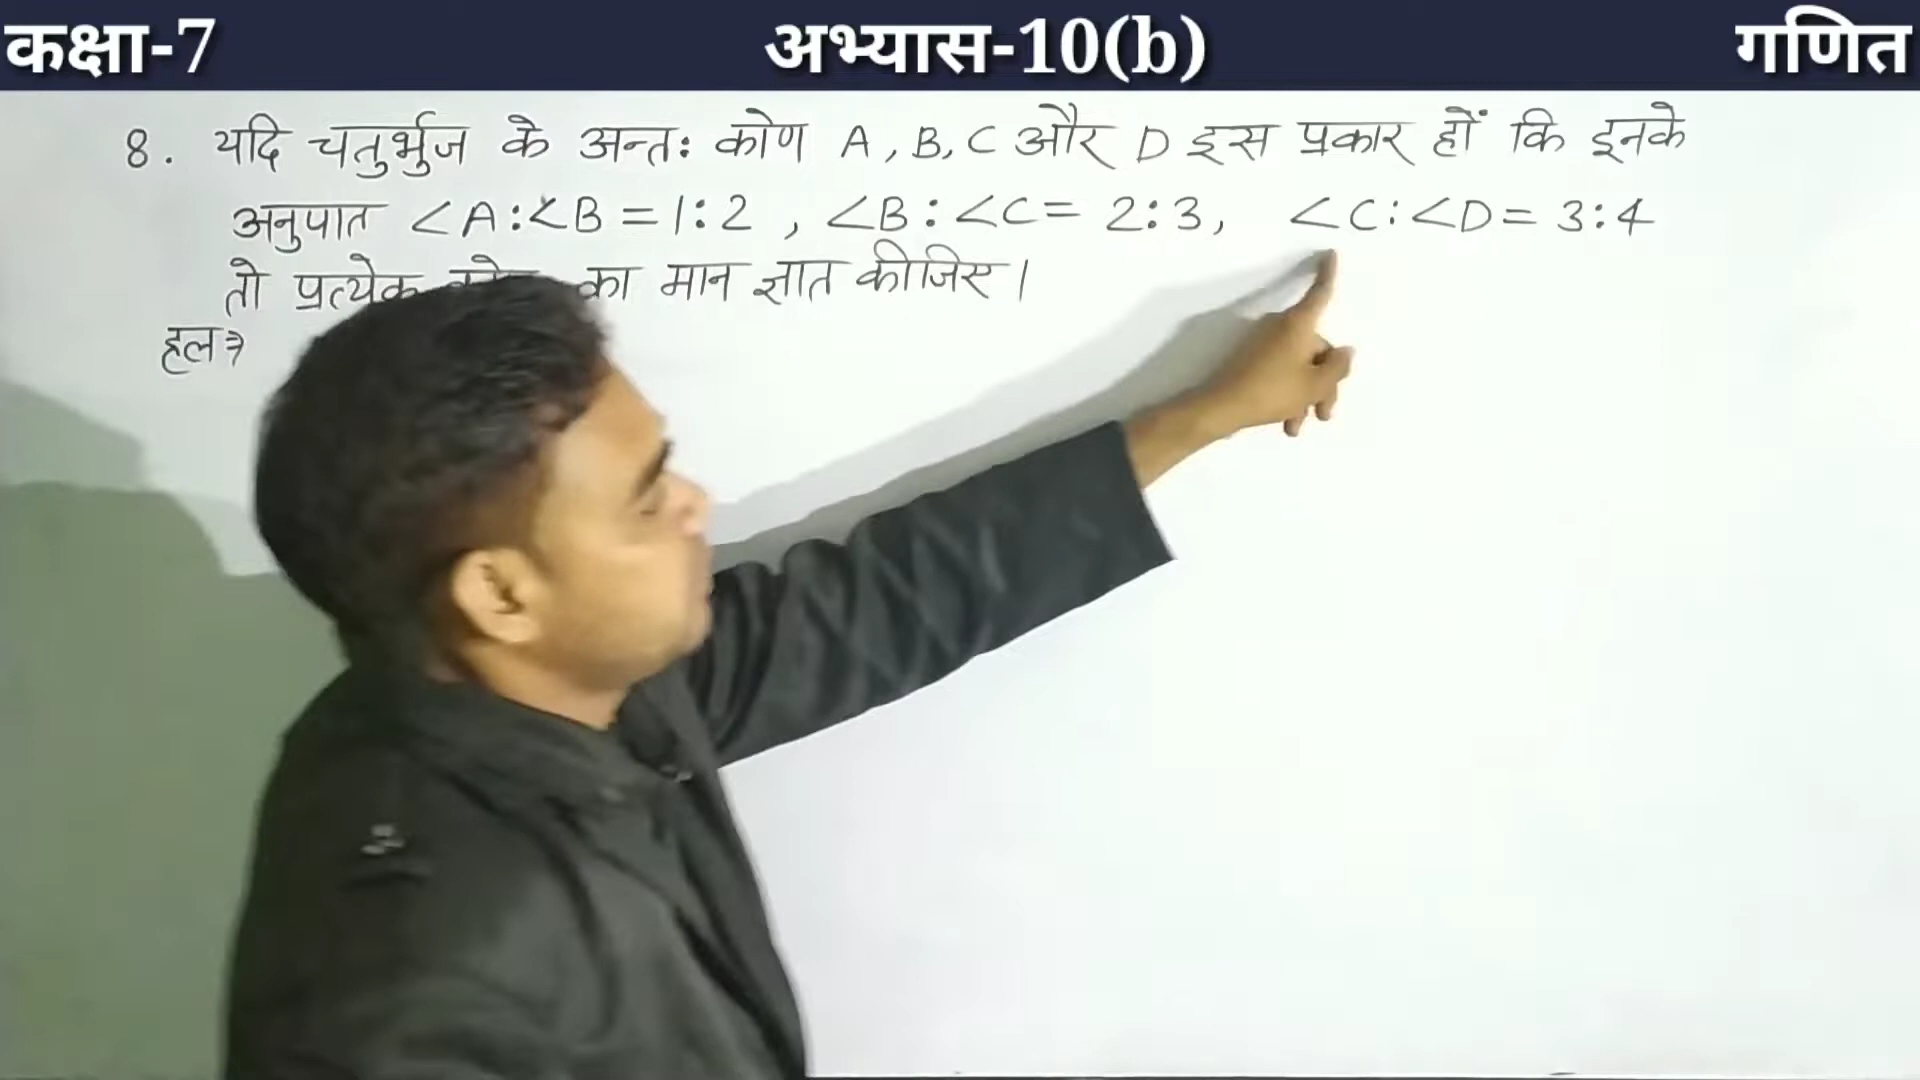 कक्षा-7 अभ्यास-10(b) गणित
8. यदि चतुर्भुज के अन्तः कोण A, B, C और D इस प्रकार हों कि इनके
अनुपात ∠A:∠B = 1:2 , ∠B:∠C = 2:3, ∠C:∠D = 3:4
तो प्रत्येक का मान ज्ञात कीजिए।
हल⇒